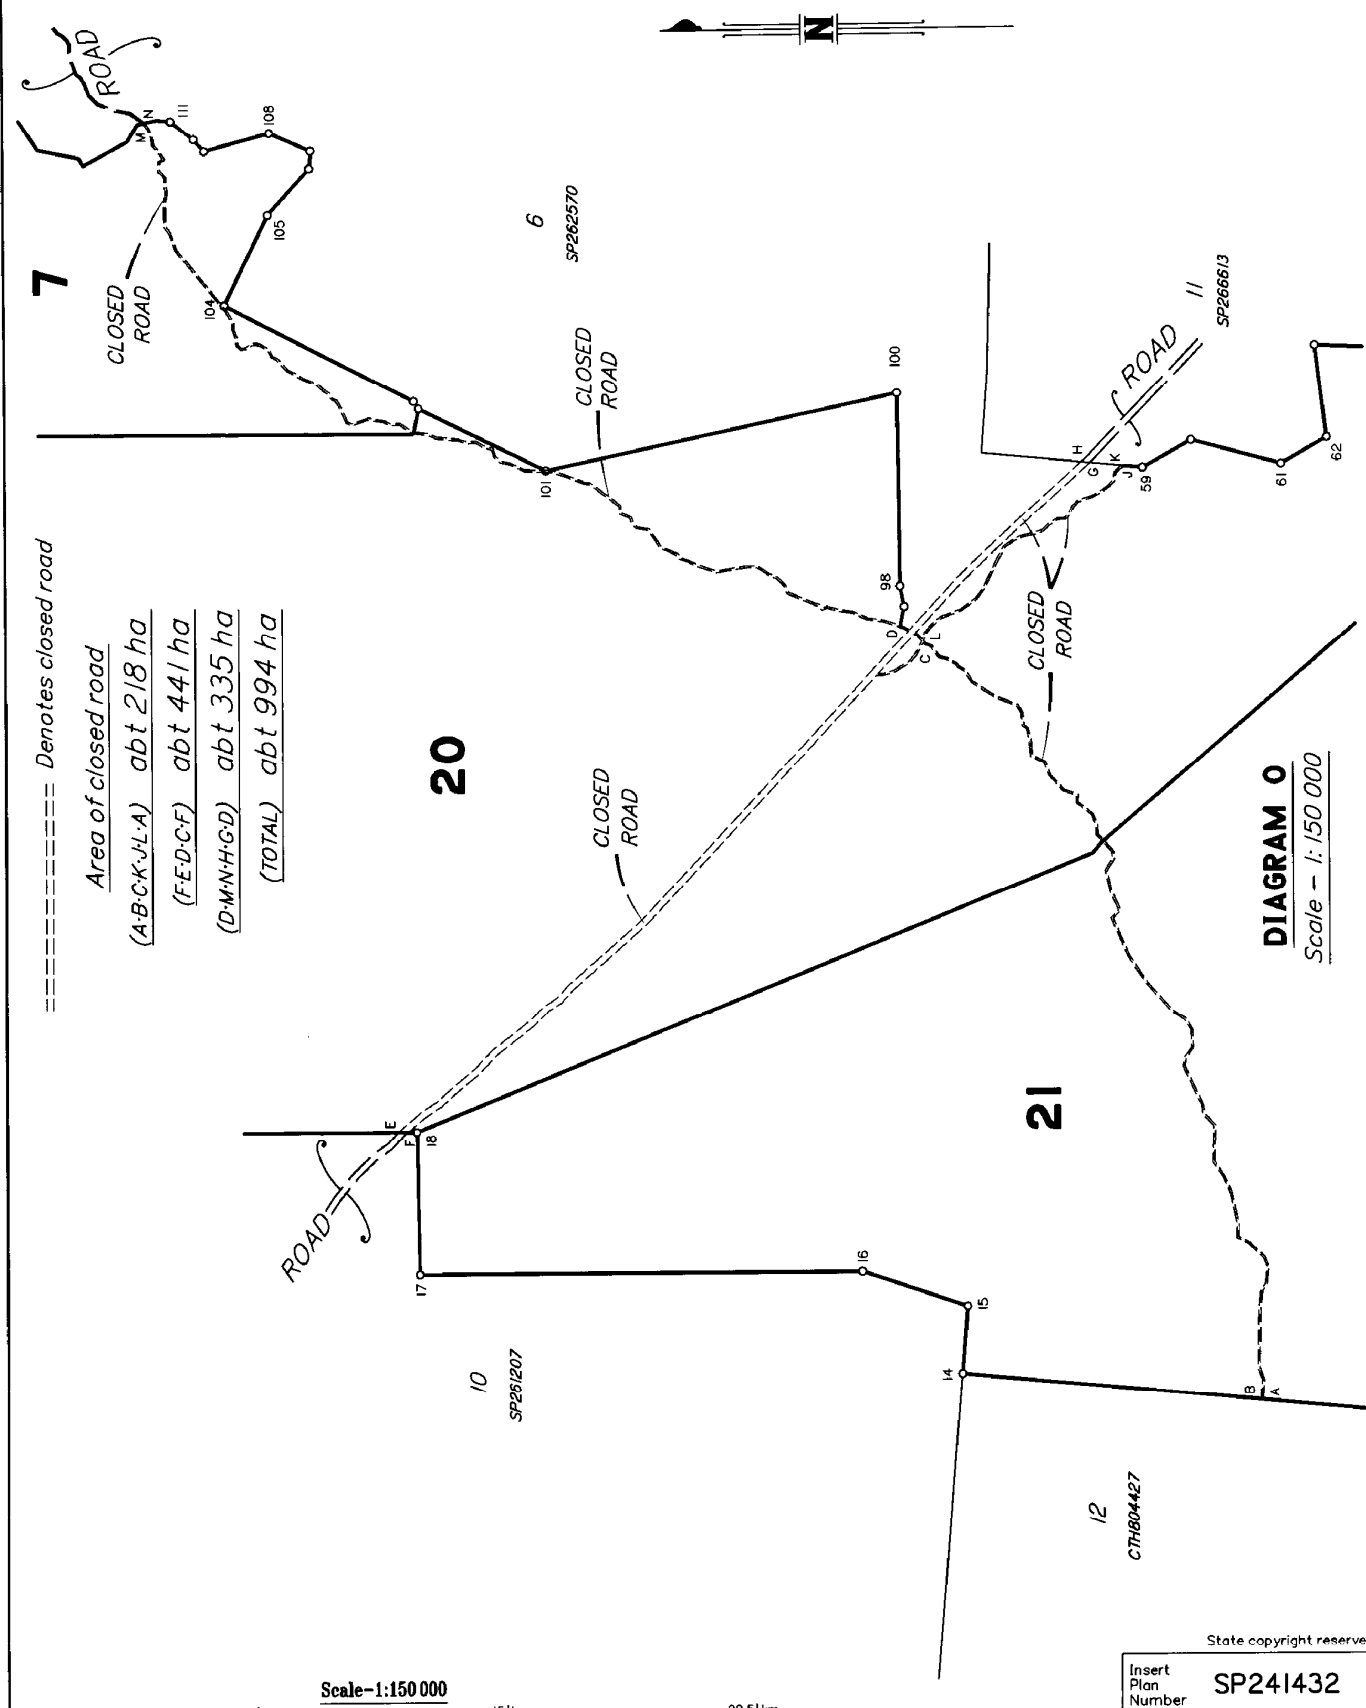 N
Denotes closed road
Area of closed road
(A-B-C-K-J-L-A) abt 218 ha
(F-E-D-C-F) abt 441 ha
(D-M-N-H-G-D) abt 335 ha
(TOTAL) abt 994 ha
7
ROAD
M
N
111
108
105
104
CLOSED
ROAD
6
SP262570
101
CLOSED
ROAD
100
98
D
C
L
H
G
K
J
59
61
62
ROAD
11
SP266613
CLOSED
ROAD
20
CLOSED
ROAD
E
F
18
ROAD
17
16
15
14
10
SP261207
21
B
A
12
CTH804427
DIAGRAM O
Scale – 1:150 000
Scale-1:150 000
State copyright reserve
Insert
Plan
Number
SP241432